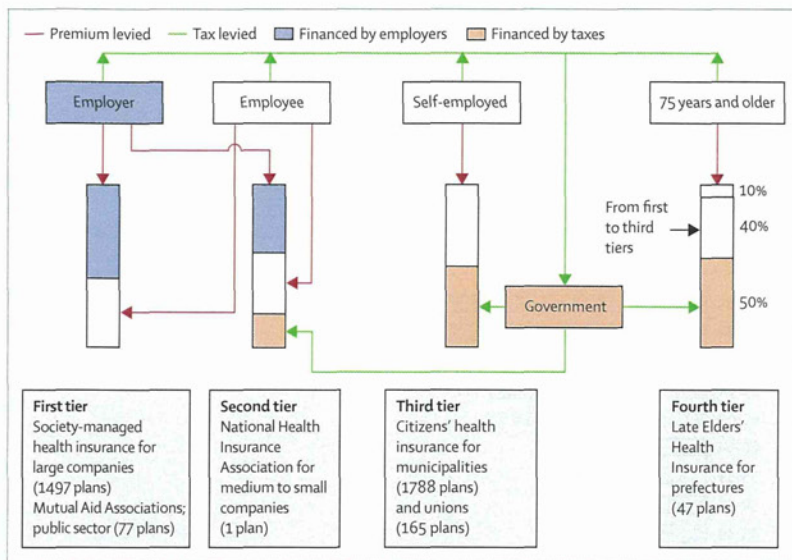 Premium levied
Tax levied
Financed by employers
Financed by taxes
Employer
Employee
Self-employed
75 years and older
From first
to third
tiers
10%
40%
50%
Government
First tier
Society-managed
health insurance for
large companies
(1497 plans)
Mutual Aid Associations;
public sector (77 plans)
Second tier
National Health
Insurance
Association for
medium to small
companies
(1 plan)
Third tier
Citizens' health
insurance for
municipalities
(1788 plans)
and unions
(165 plans)
Fourth tier
Late Elders'
Health
Insurance for
prefectures
(47 plans)